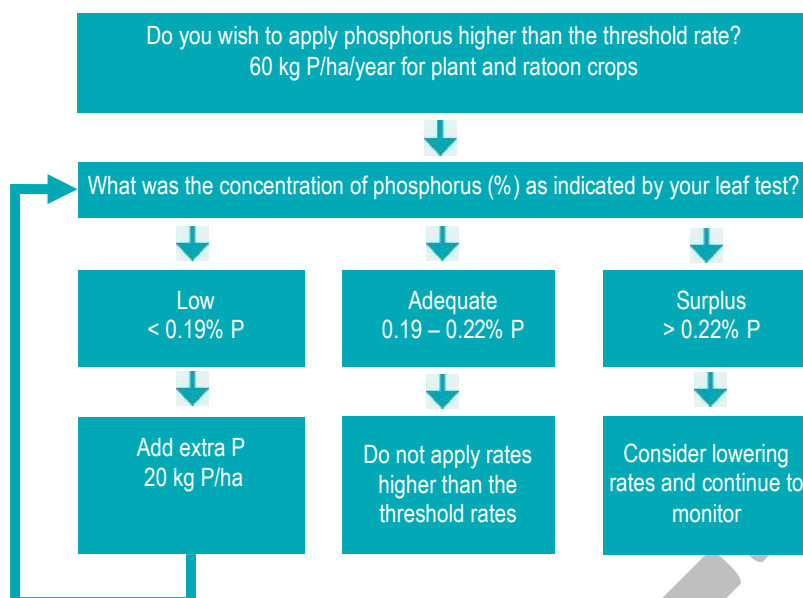 Do you wish to apply phosphorus higher than the threshold rate?
60 kg P/ha/year for plant and ratoon crops
What was the concentration of phosphorus (%) as indicated by your leaf test?
Low
< 0.19% P
Adequate
0.19 – 0.22% P
Surplus
> 0.22% P
Add extra P
20 kg P/ha
Do not apply rates
higher than the
threshold rates
Consider lowering
rates and continue to
monitor